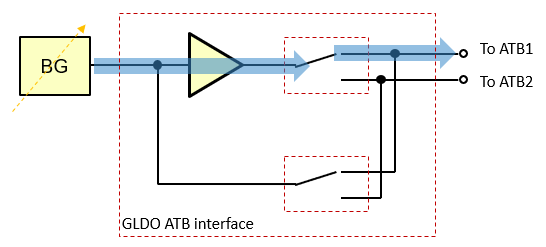 BG
To ATB1
To ATB2
GLDO ATB interface